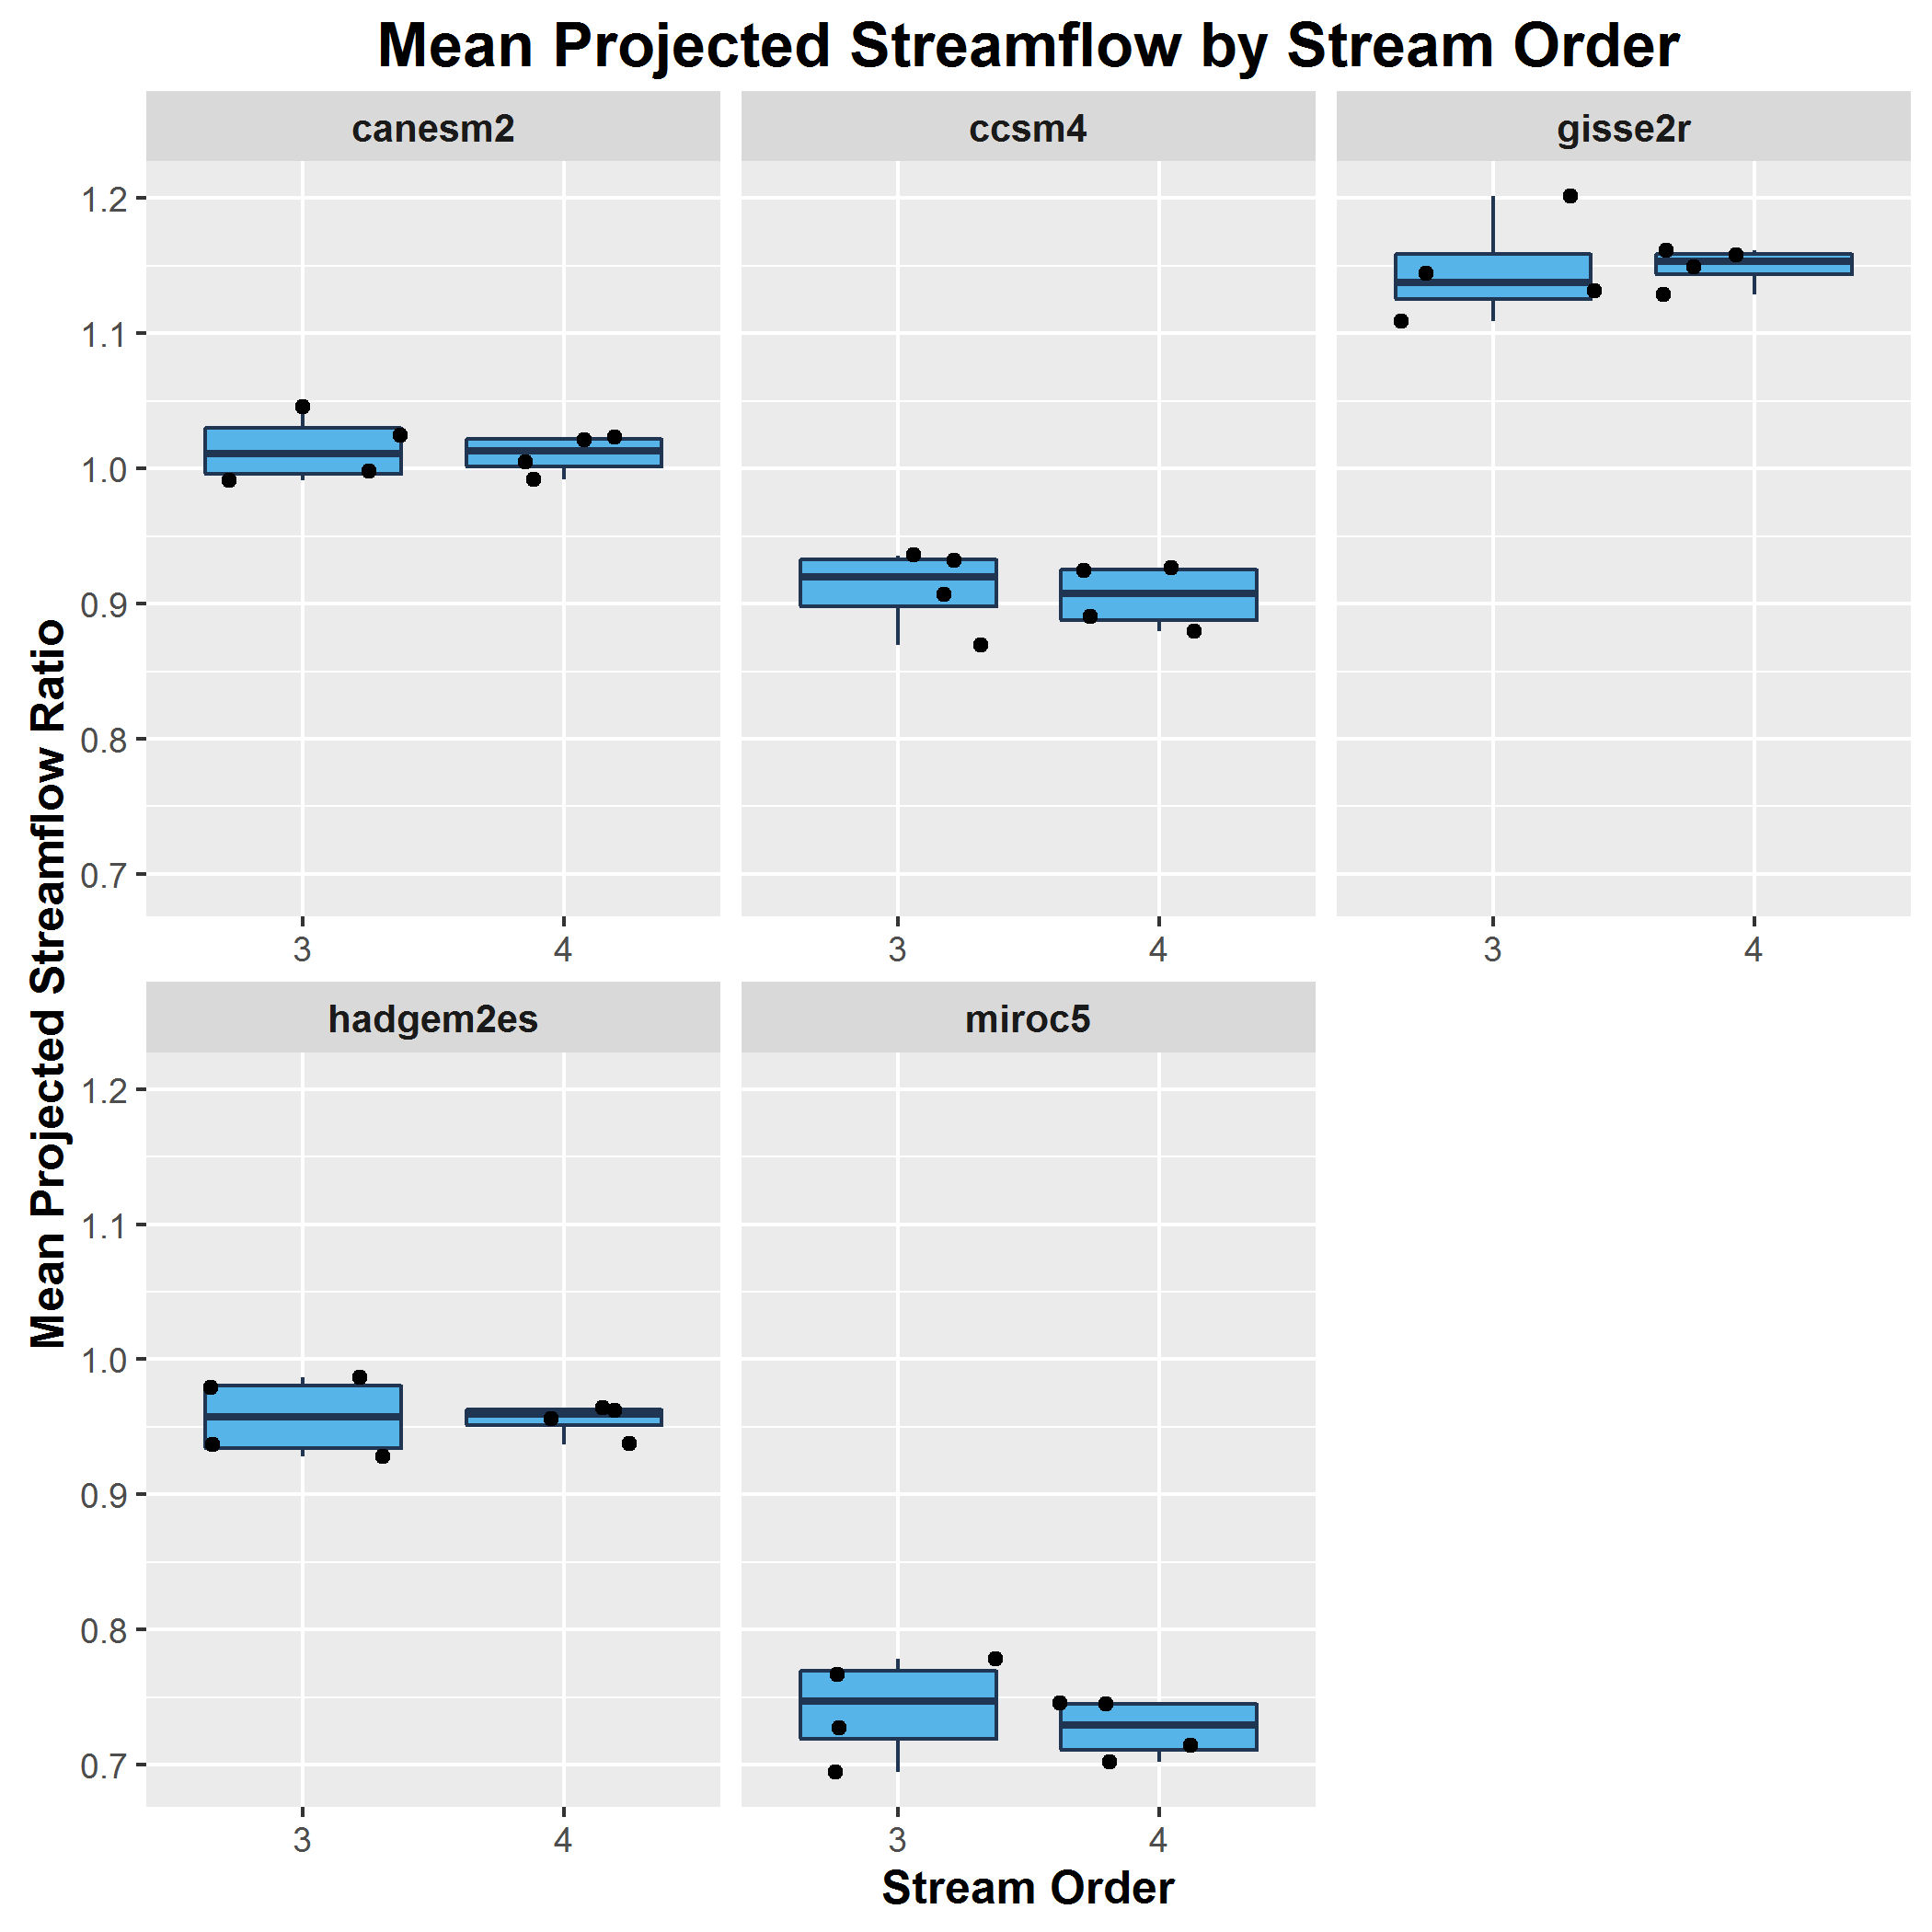 Mean Projected Streamflow by Stream Order
canesm2
ccsm4
gisse2r
1.2
1.1
1.0
0.9
0.8
0.7
3
4
3
4
3
4
Mean Projected Streamflow Ratio
hadgem2es
miroc5
1.2
1.1
1.0
0.9
0.8
0.7
3
4
3
4
Stream Order